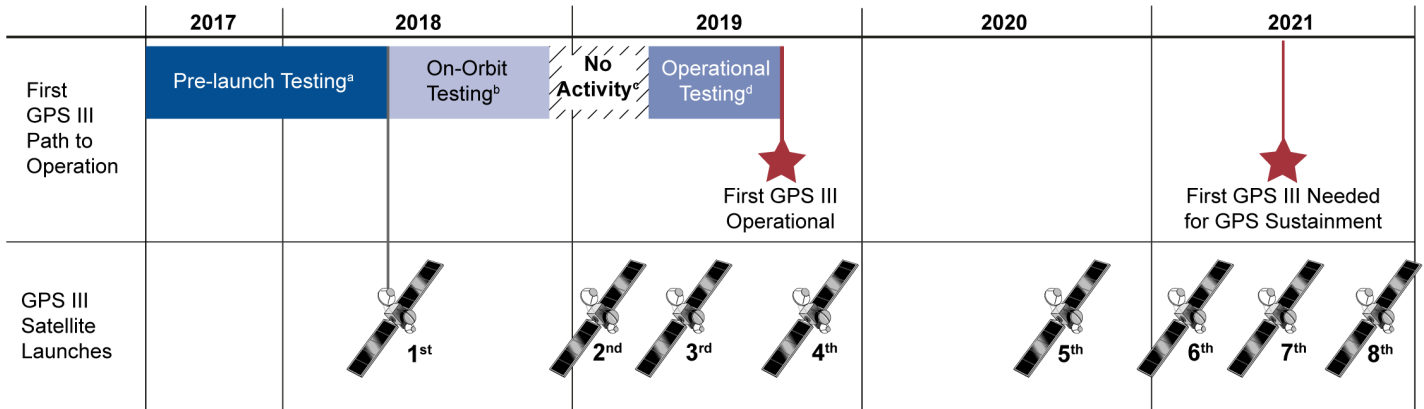 2017 2018 2019 2020 2021
First
GPS III
Path to
Operation
Pre-launch Testingᵃ
On-Orbit
Testingᵇ
No
Activityᶜ
Operational
Testingᵈ
First GPS III
Operational
First GPS III Needed
for GPS Sustainment
GPS III
Satellite
Launches
1ˢᵗ 2ⁿᵈ 3ʳᵈ 4ᵗʰ 5ᵗʰ 6ᵗʰ 7ᵗʰ 8ᵗʰ